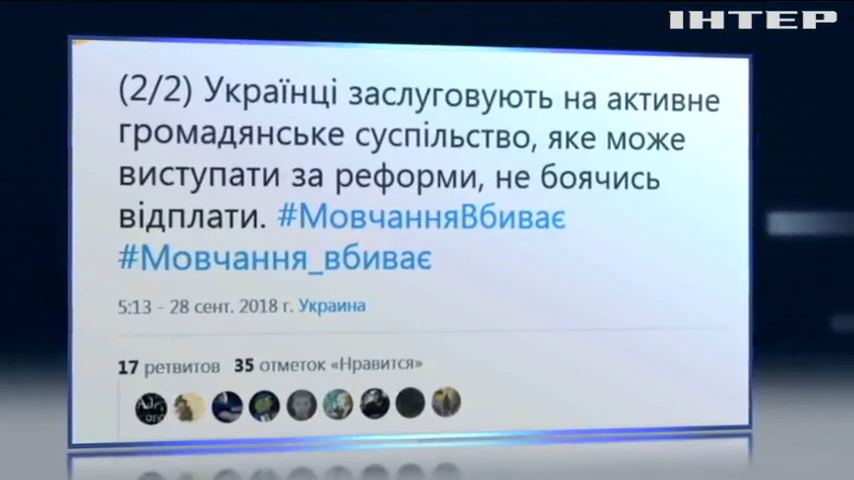 ІНТЕР
(2/2) Українці заслуговують на активне
громадянське суспільство, яке може
виступати за реформи, не боячись
відплати. #МовчанняВбиває
#Мовчання_вбиває
5:13 - 28 сент. 2018 г. Украина
17 ретвитов 35 отметок «Нравится»